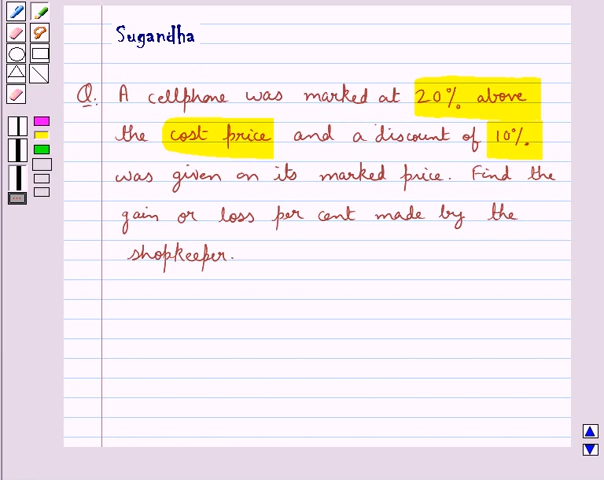 Sugandha
Q. A cellphone was marked at 20% above
the cost price and a discount of 10%
was given on its marked price. Find the
gain or loss per cent made by the
shopkeeper.